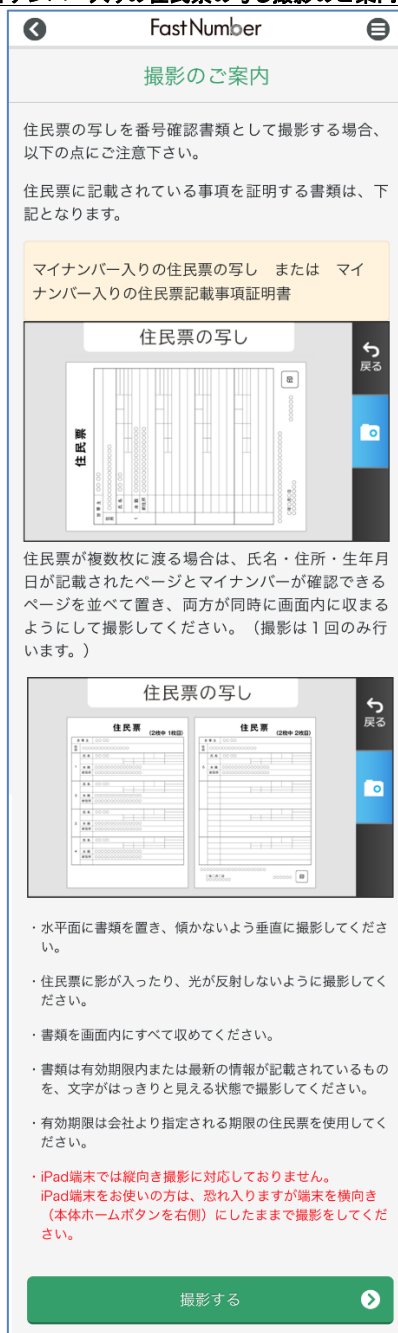 FastNumber
撮影のご案内
住民票の写しを番号確認書類として撮影する場合、
以下の点にご注意下さい。
住民票に記載されている事項を証明する書類は、下
記となります。
マイナンバー入りの住民票の写し　または　マイ
ナンバー入りの住民票記載事項証明書
住民票の写し
戻る
住民票
住民票が複数枚に渡る場合は、氏名・住所・生年月
日が記載されたページとマイナンバーが確認できる
ページを並べて置き、両方が同時に画面内に収まる
ようにして撮影してください。（撮影は１回のみ行
います。）
住民票の写し
戻る
住民票 (2枚中 1枚目)
住民票 (2枚中 2枚目)
・水平面に書類を置き、傾かないよう垂直に撮影してくださ
い。
・住民票に影が入ったり、光が反射しないように撮影してく
ださい。
・書類を画面内にすべて収めてください。
・書類は有効期限内または最新の情報が記載されているもの
を、文字がはっきりと見える状態で撮影してください。
・有効期限は会社より指定される期限の住民票を使用してく
ださい。
・iPad端末では縦向き撮影に対応しておりません。
iPad端末をお使いの方は、恐れ入りますが端末を横向き
（本体ホームボタンを右側）にしたままで撮影をしてくだ
さい。
撮影する